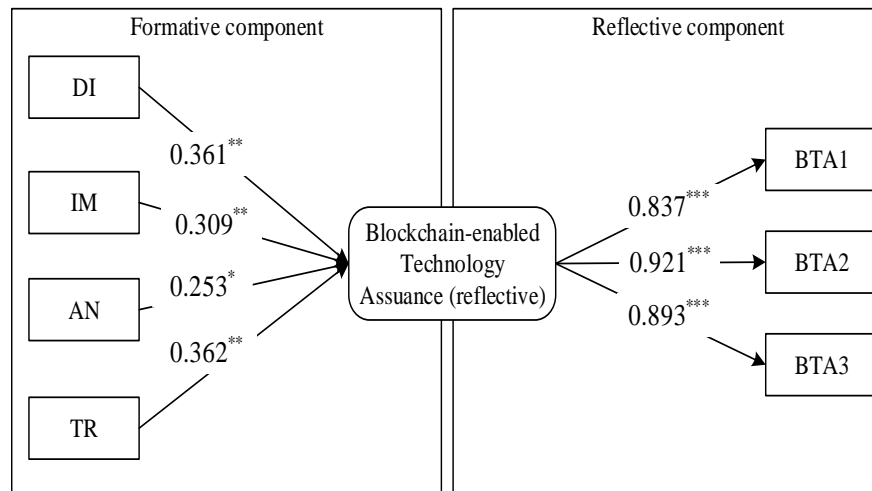 Formative component
Reflective component
DI
0.361**
IM
0.309**
AN
0.253*
TR
0.362**
Blockchain-enabled
Technology
Assuance (reflective)
0.837***
BTA1
0.921***
BTA2
0.893***
BTA3